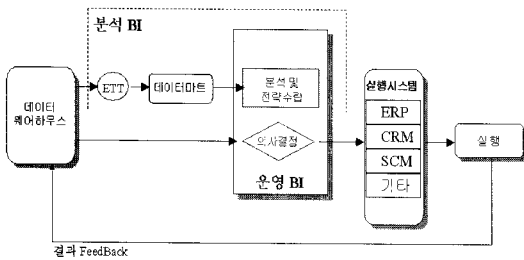 분석 BI
데이터
웨어하우스
ETT
데이터마트
분석 및
전략수립
의사결정
운영 BI
실행시스템
ERP
CRM
SCM
기타
실행
결과 FeedBack